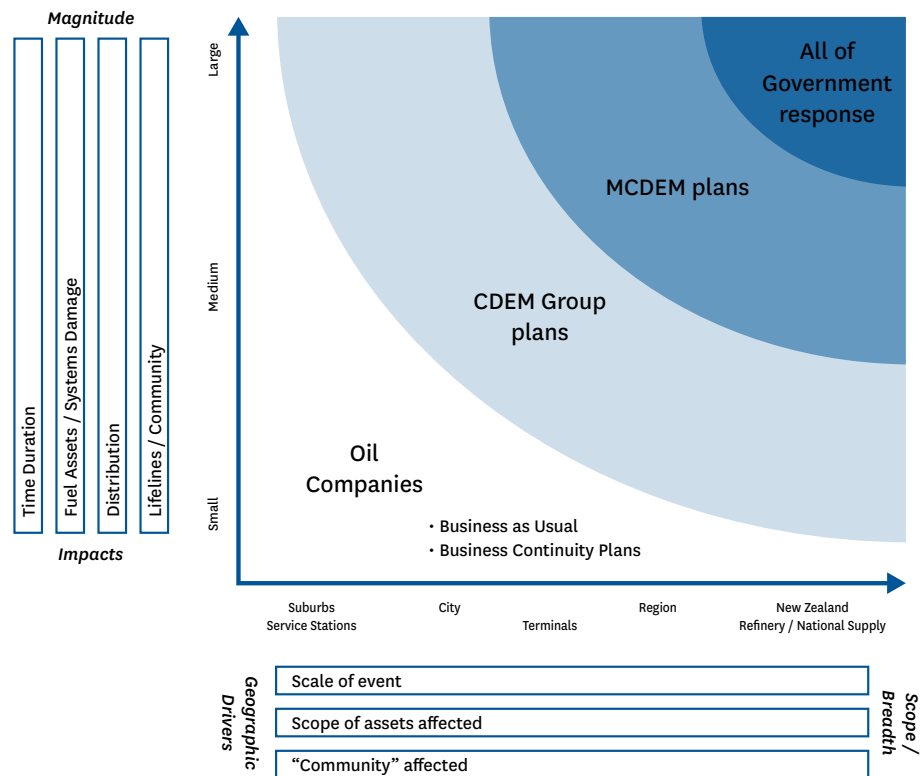 Magnitude
Time Duration
Fuel Assets / Systems Damage
Distribution
Lifelines / Community
Impacts
Large
Medium
Small
All of
Government
response
MCDEM plans
CDEM Group
plans
Oil
Companies
· Business as Usual
· Business Continuity Plans
Suburbs
Service Stations
City
Terminals
Region
New Zealand
Refinery / National Supply
Geographic
Drivers
Scale of event
Scope of assets affected
“Community” affected
Scope /
Breadth